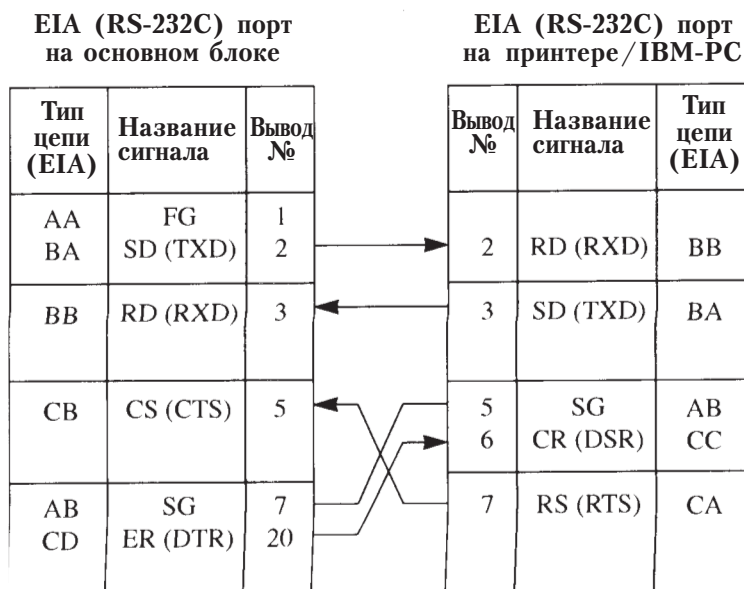 EIA (RS-232C) порт
на основном блоке
Тип
цепи
(EIA)
Название
сигнала
Вывод
№
AA FG 1
BA SD (TXD) 2
BB RD (RXD) 3
CB CS (CTS) 5
AB SG 7
CD ER (DTR) 20
EIA (RS-232C) порт
на принтере/IBM-PC
Вывод
№
Название
сигнала
Тип
цепи
(EIA)
2 RD (RXD) BB
3 SD (TXD) BA
5 SG AB
6 CR (DSR) CC
7 RS (RTS) CA